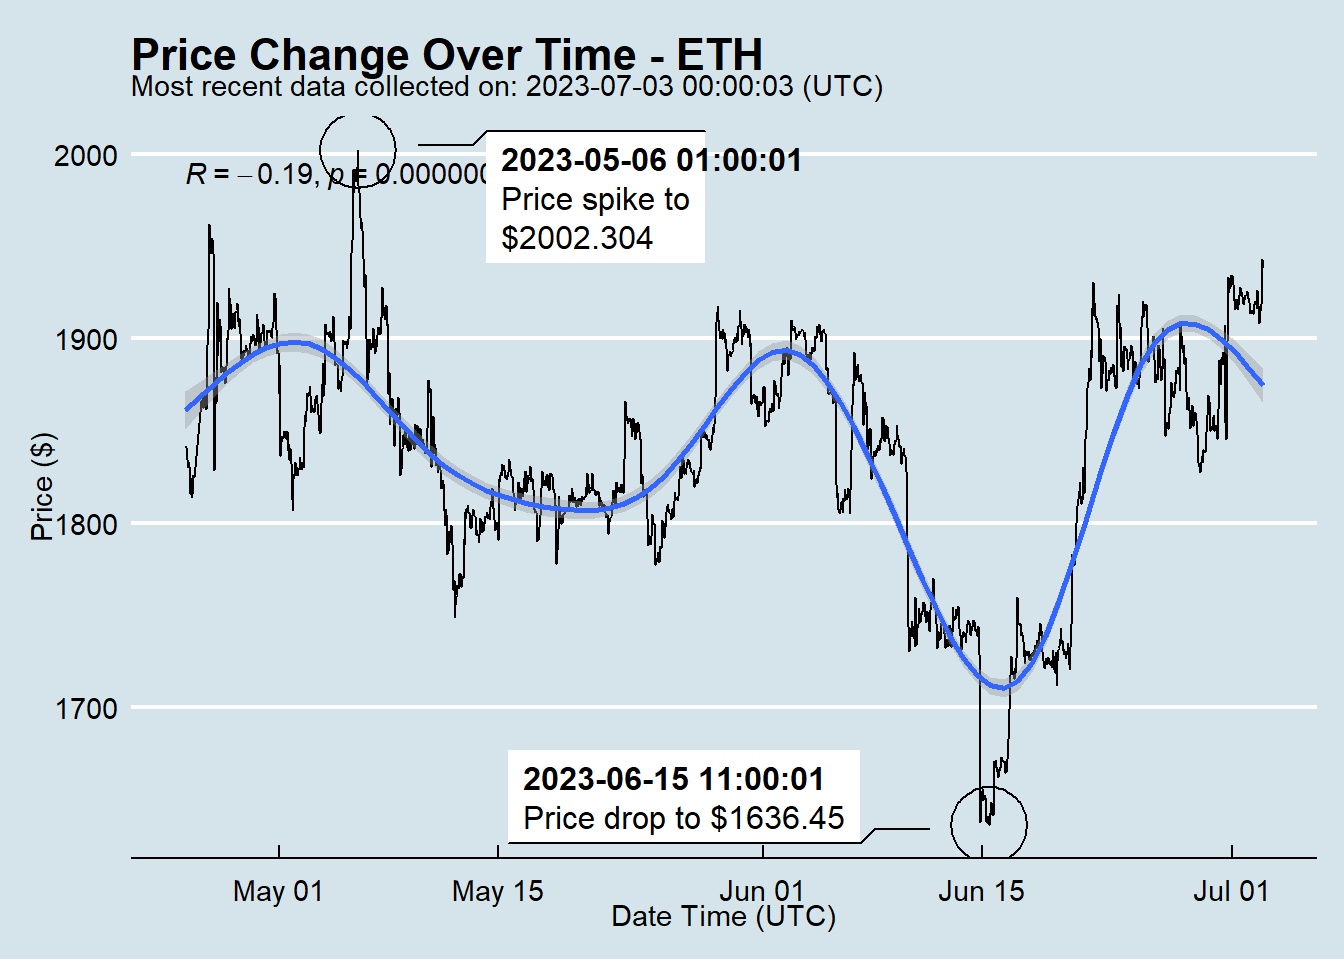 Price Change Over Time - ETH
Most recent data collected on: 2023-07-03 00:00:03 (UTC)
R = −0.19, p = 0.000000
2023-05-06 01:00:01
Price spike to
$2002.304
2000
1900
1800
1700
Price ($)
2023-06-15 11:00:01
Price drop to $1636.45
May 01
May 15
Jun 01
Jun 15
Jul 01
Date Time (UTC)